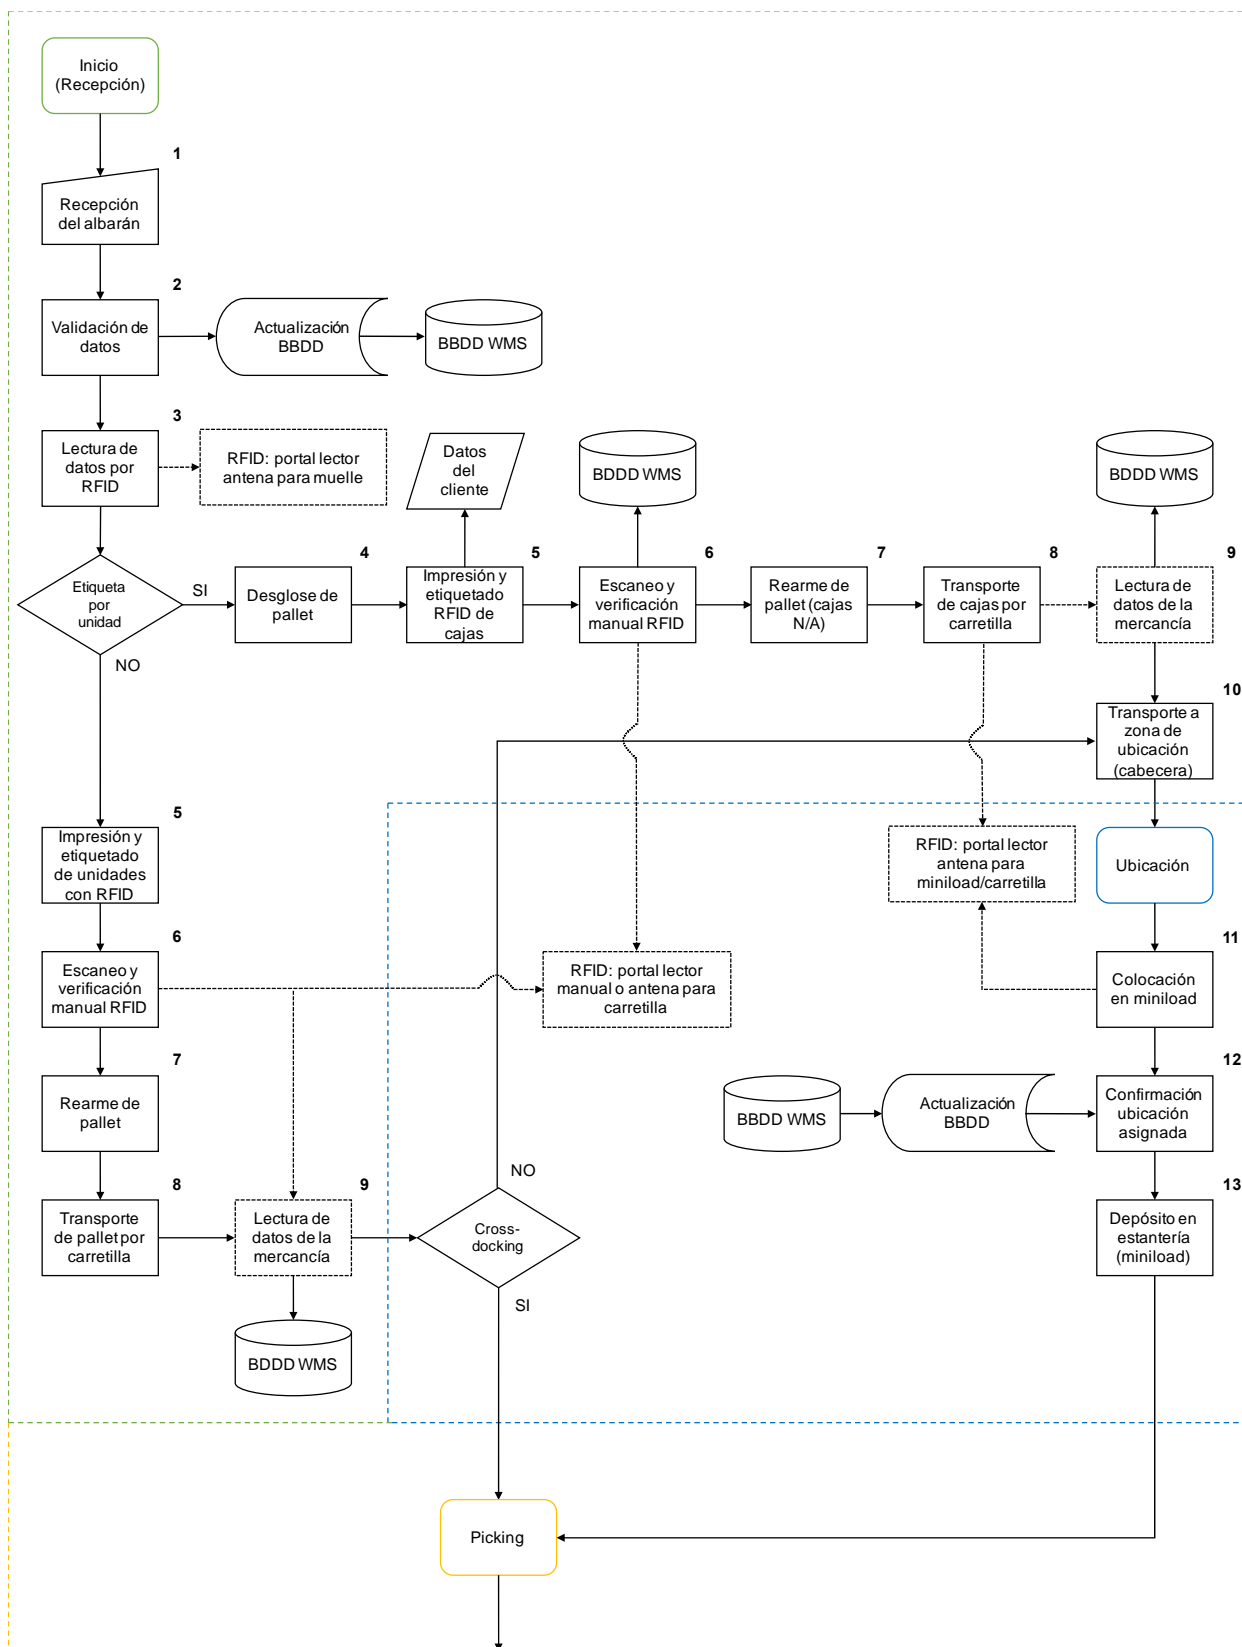 Inicio
(Recepción)
1
Recepción
del albarán
2
Validación de
datos
Actualización
BBDD
BBDD WMS
3
Lectura de
datos por
RFID
RFID: portal lector
antena para muelle
Datos
del
cliente
BDDD WMS
BDDD WMS
Etiqueta
por
unidad
SI
NO
4
Desglose de
pallet
5
Impresión y
etiquetado
RFID de
cajas
6
Escaneo y
verificación
manual RFID
7
Rearme de
pallet (cajas
N/A)
8
Transporte
de cajas por
carretilla
9
Lectura de
datos de la
mercancía
10
Transporte a
zona de
ubicación
(cabecera)
5
Impresión y
etiquetado
de unidades
con RFID
RFID: portal lector
antena para
miniload/carretilla
Ubicación
6
Escaneo y
verificación
manual RFID
RFID: portal lector
manual o antena para
carretilla
11
Colocación
en miniload
7
Rearme de
pallet
BBDD WMS
Actualización
BBDD
12
Confirmación
ubicación
asignada
8
Transporte
de pallet por
carretilla
9
Lectura de
datos de la
mercancía
NO
Cross-
docking
SI
13
Depósito en
estantería
(miniload)
BDDD WMS
Picking